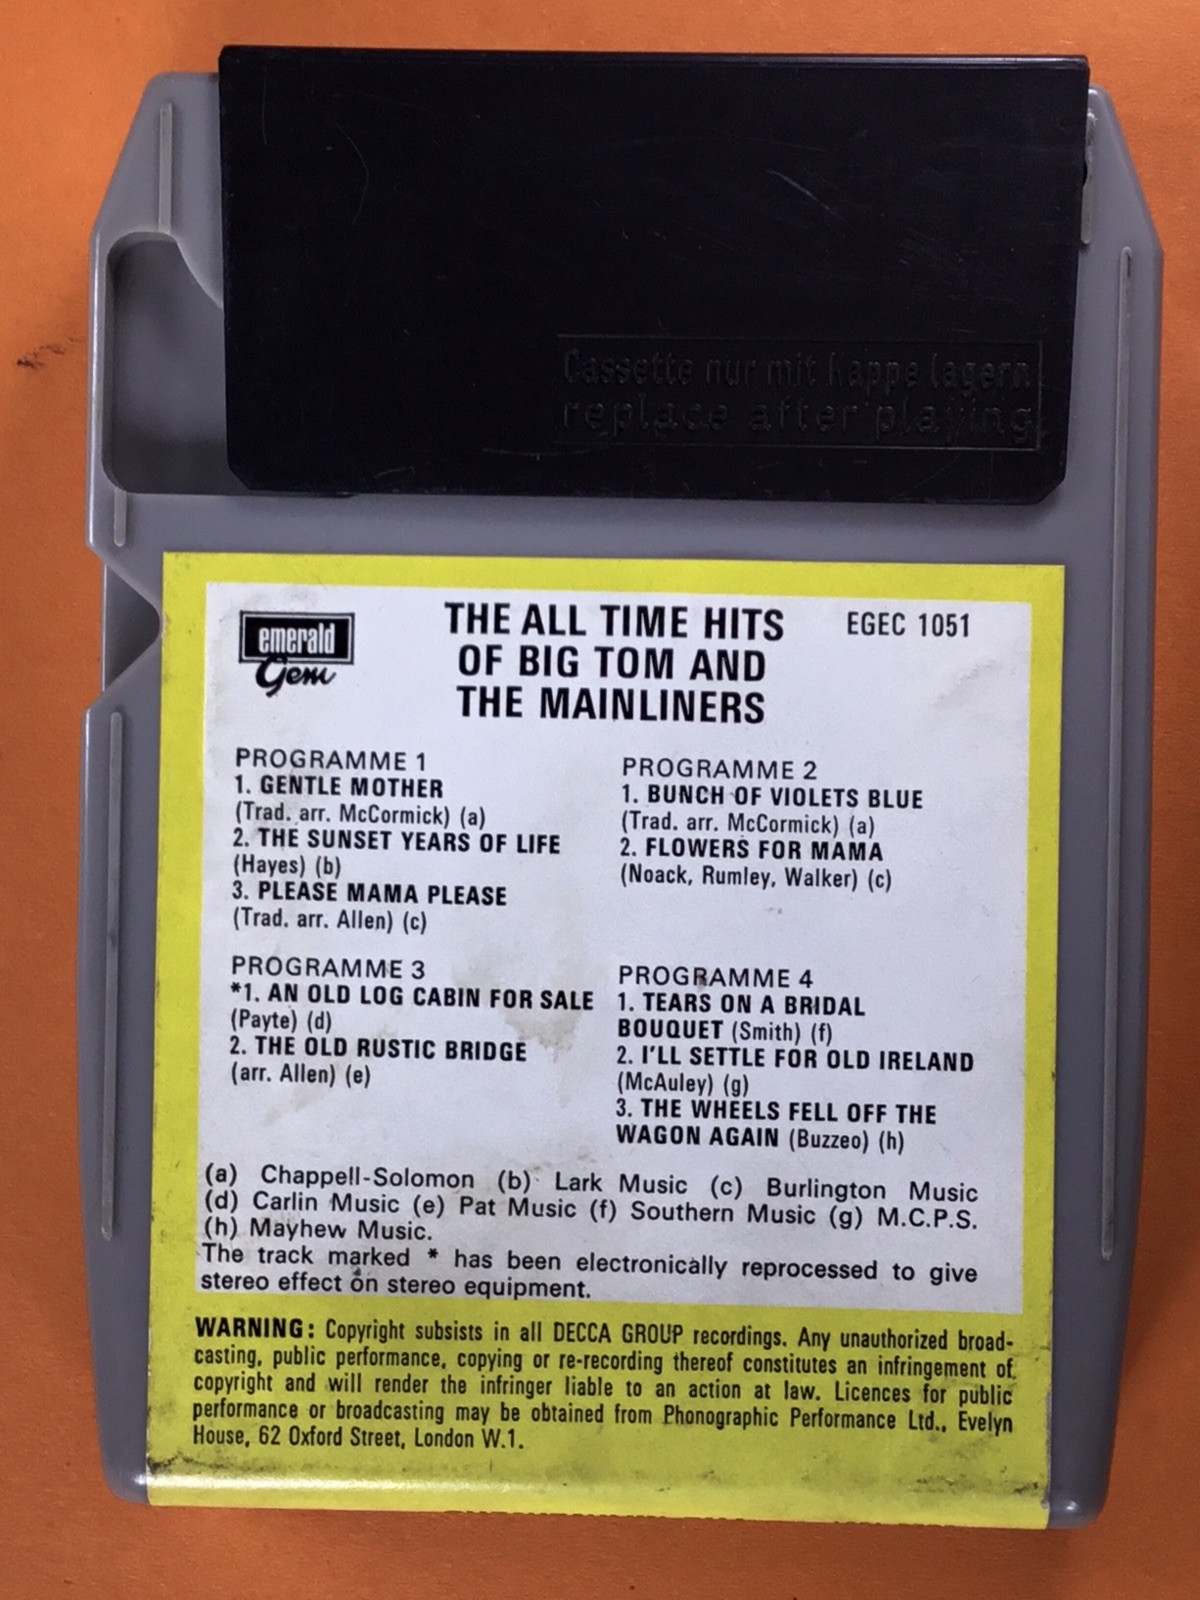 Cassette nur mit Kappe lagern
replace after playing
emerald
Gem
THE ALL TIME HITS
OF BIG TOM AND
THE MAINLINERS
EGEC 1051
PROGRAMME 1
1. GENTLE MOTHER
(Trad. arr. McCormick) (a)
2. THE SUNSET YEARS OF LIFE
(Hayes) (b)
3. PLEASE MAMA PLEASE
(Trad. arr. Allen) (c)
PROGRAMME 2
1. BUNCH OF VIOLETS BLUE
(Trad. arr. McCormick) (a)
2. FLOWERS FOR MAMA
(Noack, Rumley, Walker) (c)
PROGRAMME 3
*1. AN OLD LOG CABIN FOR SALE
(Payte) (d)
2. THE OLD RUSTIC BRIDGE
(arr. Allen) (e)
PROGRAMME 4
1. TEARS ON A BRIDAL
BOUQUET (Smith) (f)
2. I'LL SETTLE FOR OLD IRELAND
(McAuley) (g)
3. THE WHEELS FELL OFF THE
WAGON AGAIN (Buzzeo) (h)
(a) Chappell-Solomon (b) Lark Music (c) Burlington Music
(d) Carlin Music (e) Pat Music (f) Southern Music (g) M.C.P.S.
(h) Mayhew Music.
The track marked * has been electronically reprocessed to give
stereo effect on stereo equipment.
WARNING: Copyright subsists in all DECCA GROUP recordings. Any unauthorized broad-
casting, public performance, copying or re-recording thereof constitutes an infringement of
copyright and will render the infringer liable to an action at law. Licences for public
performance or broadcasting may be obtained from Phonographic Performance Ltd., Evelyn
House, 62 Oxford Street, London W.1.